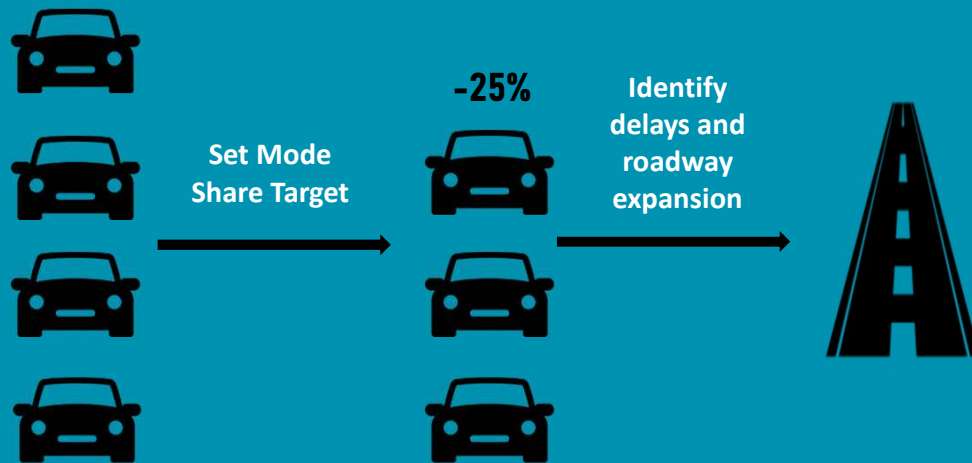 Set Mode
Share Target
-25%
Identify
delays and
roadway
expansion